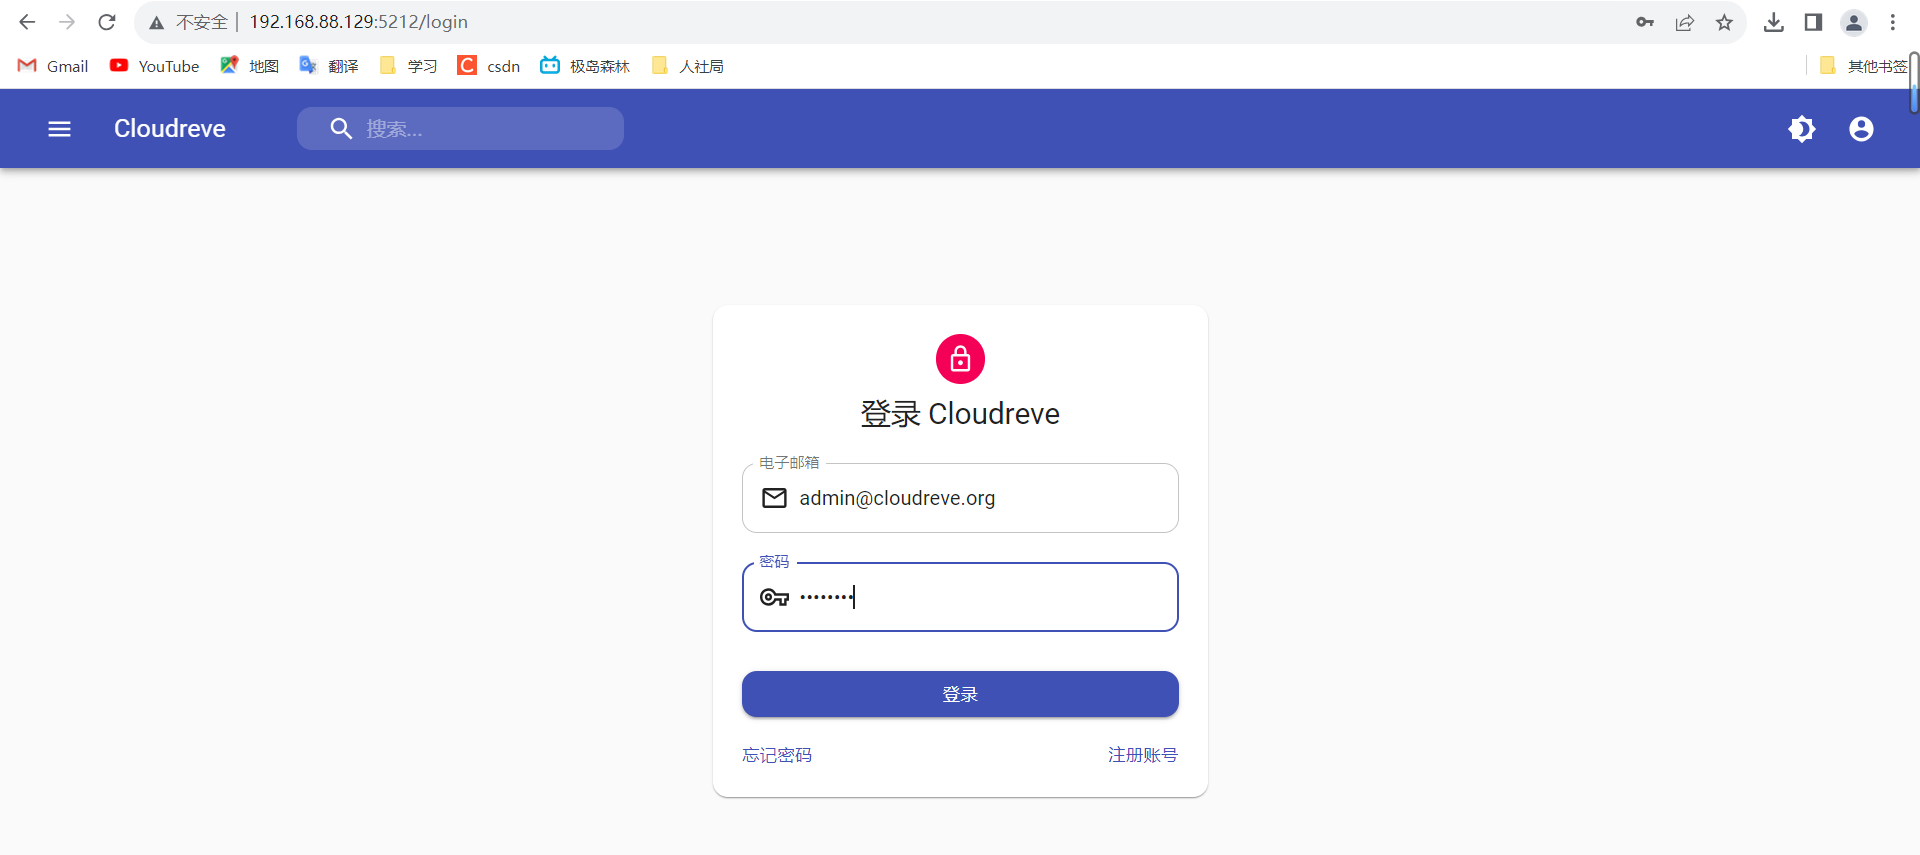 不安全 192.168.88.129:5212/login
Gmail YouTube 地图 翻译 学习 csdn 极岛森林 人社局 其他书签
Cloudreve 搜索...
登录 Cloudreve
电子邮箱
admin@cloudreve.org
密码
••••••••
登录
忘记密码 注册账号